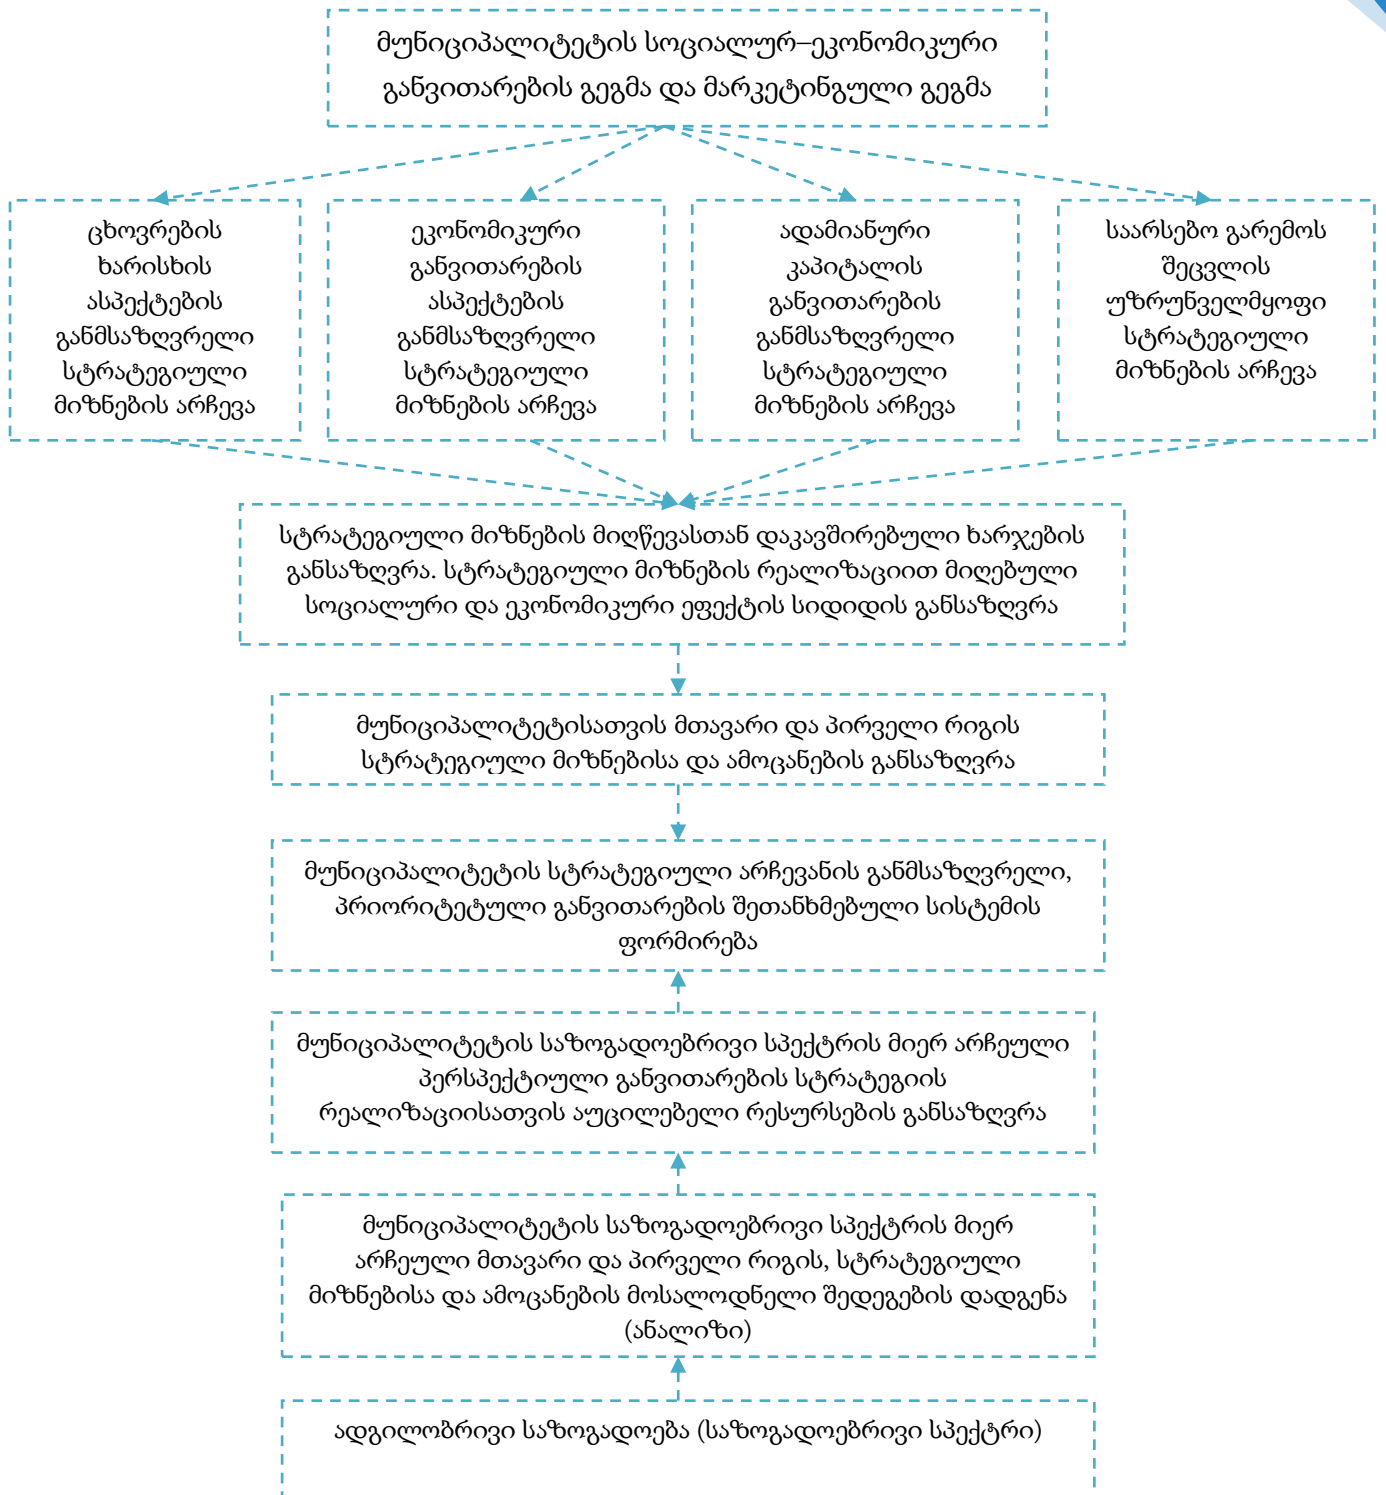 მუნიციპალიტეტის სოციალურ–ეკონომიკური
განვითარების გეგმა და მარკეტინგული გეგმა
ცხოვრების
ხარისხის
ასპექტების
განმსაზღვრელი
სტრატეგიული
მიზნების არჩევა
ეკონომიკური
განვითარების
ასპექტების
განმსაზღვრელი
სტრატეგიული
მიზნების არჩევა
ადამიანური
კაპიტალის
განვითარების
განმსაზღვრელი
სტრატეგიული
მიზნების არჩევა
საარსებო გარემოს
შეცვლის
უზრუნველმყოფი
სტრატეგიული
მიზნების არჩევა
სტრატეგიული მიზნების მიღწევასთან დაკავშირებული ხარჯების
განსაზღვრა. სტრატეგიული მიზნების რეალიზაციით მიღებული
სოციალური და ეკონომიკური ეფექტის სიდიდის განსაზღვრა
მუნიციპალიტეტისათვის მთავარი და პირველი რიგის
სტრატეგიული მიზნებისა და ამოცანების განსაზღვრა
მუნიციპალიტეტის სტრატეგიული არჩევანის განმსაზღვრელი,
პრიორიტეტული განვითარების შეთანხმებული სისტემის
ფორმირება
მუნიციპალიტეტის საზოგადოებრივი სპექტრის მიერ არჩეული
პერსპექტიული განვითარების სტრატეგიის
რეალიზაციისათვის აუცილებელი რესურსების განსაზღვრა
მუნიციპალიტეტის საზოგადოებრივი სპექტრის მიერ
არჩეული მთავარი და პირველი რიგის, სტრატეგიული
მიზნებისა და ამოცანების მოსალოდნელი შედეგების დადგენა
(ანალიზი)
ადგილობრივი საზოგადოება (საზოგადოებრივი სპექტრი)